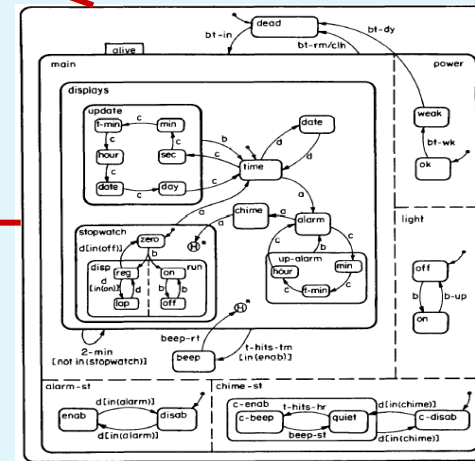 dead
bt-in
bt-dy
bt-rm/clh
alive
main
power
displays
update
t-min
c
min
c
c
hour
sec
c
c
date
c
day
c
b
date
d
d
time
weak
bt-wk
ok
a
a
a
chime
a
alarm
light
stopwatch
zero
d[in(off)]
b
H*
c
b
c
up-alarm
hour
min
c
t-min
c
disp
reg
on
run
d
[in(on)]
d
b
b
lap
off
off
b
b-up
on
H*
2-min
[not in(stopwatch)]
beep-rt
beep
t-hits-tm
[in(enab)]
alarm-st
enab
d[in(alarm)]
disab
d[in(alarm)]
chime-st
c-enab
t-hits-hr
c-beep
quiet
beep-st
d[in(chime)]
c-disab
d[in(chime)]